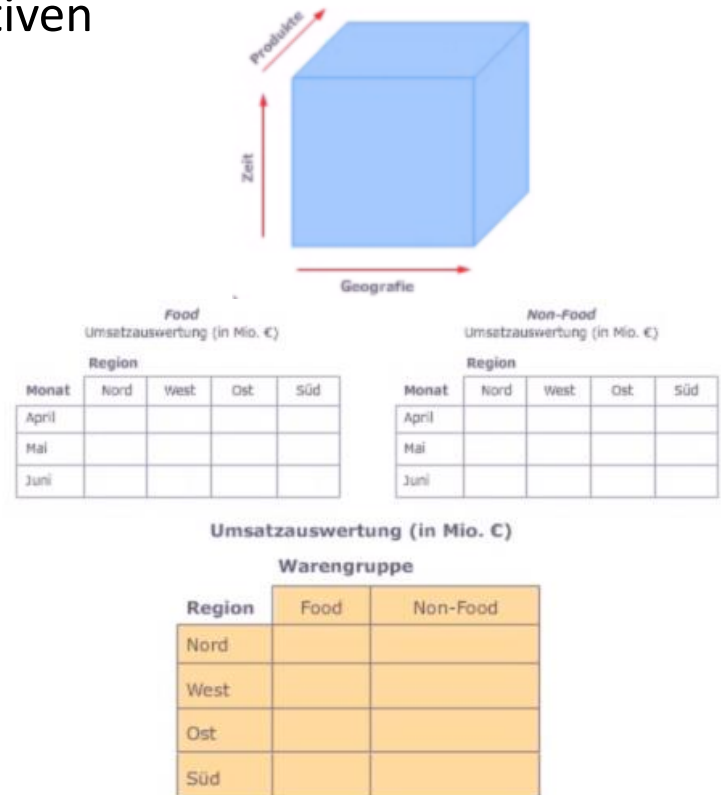 tiven
Produkte
Zeit
Geografie
Food
Umsatzauswertung (in Mio. €)
Region
Monat Nord West Ost Süd
April
Mai
Juni
Non-Food
Umsatzauswertung (in Mio. €)
Region
Monat Nord West Ost Süd
April
Mai
Juni
Umsatzauswertung (in Mio. €)
Warengruppe
Region Food Non-Food
Nord
West
Ost
Süd